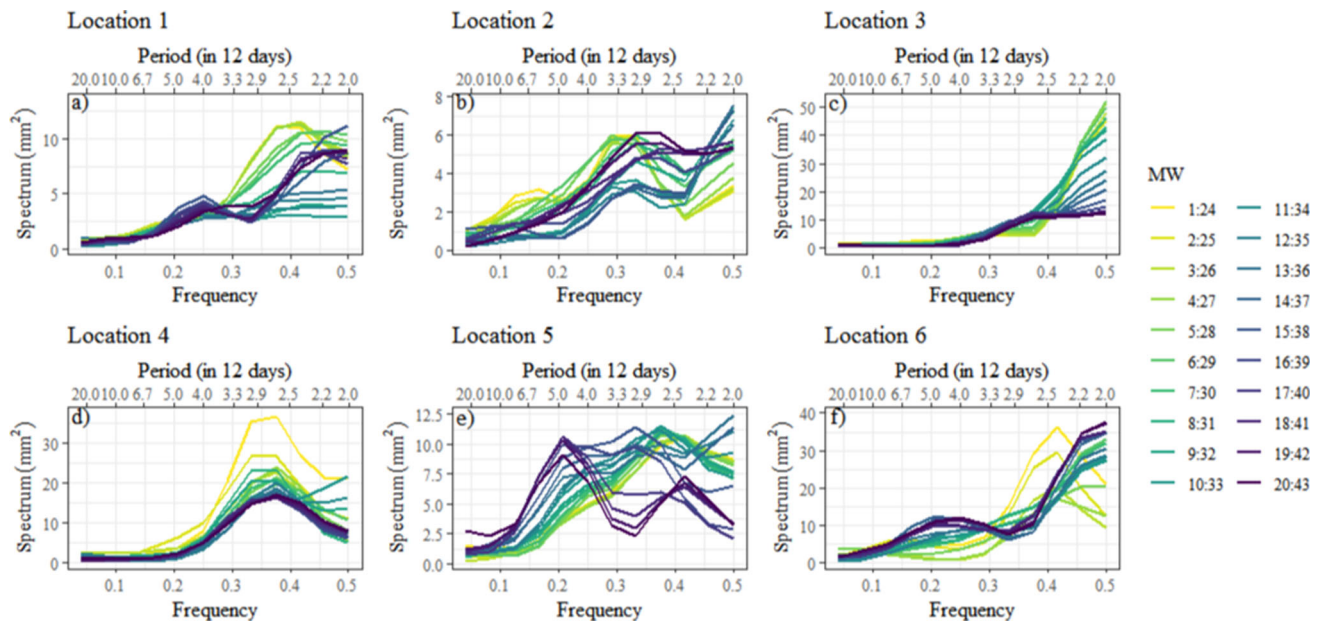 Location 1
Location 2
Location 3
Period (in 12 days)
Period (in 12 days)
Period (in 12 days)
20.0 10.0 6.7 5.0 4.0 3.3 2.9 2.5 2.2 2.0
20.0 10.0 6.7 5.0 4.0 3.3 2.9 2.5 2.2 2.0
20.0 10.0 6.7 5.0 4.0 3.3 2.9 2.5 2.2 2.0
a)
b)
c)
Spectrum (mm²)
10
5
0
Spectrum (mm²)
8
6
4
2
0
Spectrum (mm²)
50
40
30
20
10
0
0.1 0.2 0.3 0.4 0.5
0.1 0.2 0.3 0.4 0.5
0.1 0.2 0.3 0.4 0.5
Frequency
Frequency
Frequency
Location 4
Location 5
Location 6
Period (in 12 days)
Period (in 12 days)
Period (in 12 days)
20.0 10.0 6.7 5.0 4.0 3.3 2.9 2.5 2.2 2.0
20.0 10.0 6.7 5.0 4.0 3.3 2.9 2.5 2.2 2.0
20.0 10.0 6.7 5.0 4.0 3.3 2.9 2.5 2.2 2.0
d)
e)
f)
Spectrum (mm²)
30
20
10
0
Spectrum (mm²)
12.5
10.0
7.5
5.0
2.5
0.0
Spectrum (mm²)
40
30
20
10
0
0.1 0.2 0.3 0.4 0.5
0.1 0.2 0.3 0.4 0.5
0.1 0.2 0.3 0.4 0.5
Frequency
Frequency
Frequency
MW
1:24
2:25
3:26
4:27
5:28
6:29
7:30
8:31
9:32
10:33
11:34
12:35
13:36
14:37
15:38
16:39
17:40
18:41
19:42
20:43